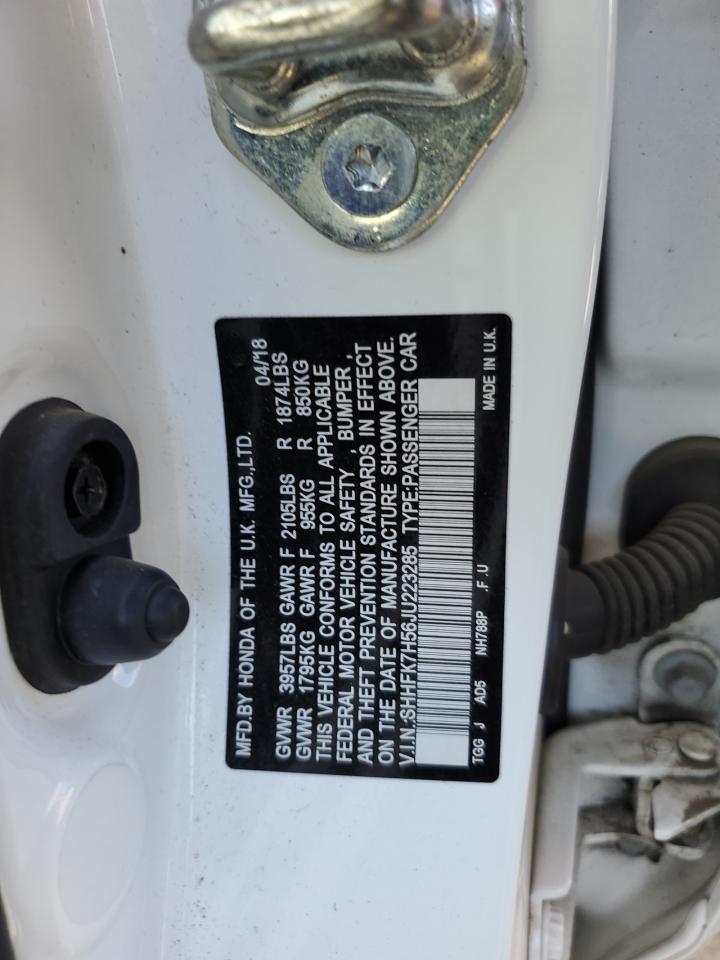 MFD.BY HONDA OF THE U.K. MFG.,LTD. 04/18
GVWR 3957LBS GAWR F 2105LBS R 1874LBS
GVWR 1795KG GAWR F 955KG R 850KG
THIS VEHICLE CONFORMS TO ALL APPLICABLE
FEDERAL MOTOR VEHICLE SAFETY , BUMPER ,
AND THEFT PREVENTION STANDARDS IN EFFECT
ON THE DATE OF MANUFACTURE SHOWN ABOVE.
V.I.N.:SHHFK7H56JU223285 TYPE:PASSENGER CAR
TGG J AD5 NH788P .F.U MADE IN U.K.